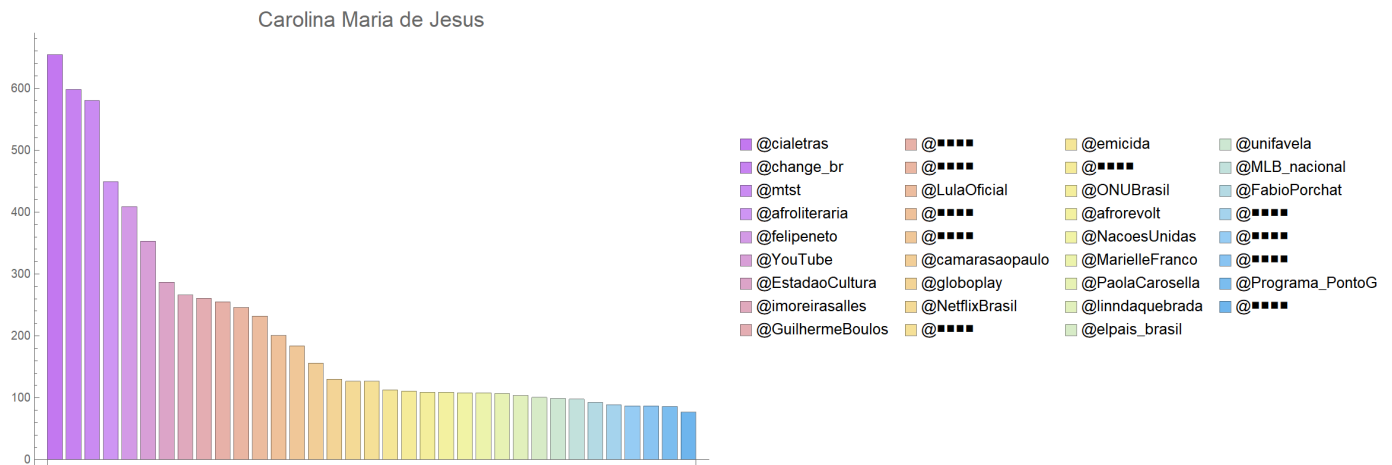 Carolina Maria de Jesus
600
500
400
300
200
100
0
@cialetras
@change_br
@mtst
@afroliteraria
@felipeneto
@YouTube
@EstadaoCultura
@imoreirasalles
@GuilhermeBoulos
@■■■■
@■■■■
@LulaOficial
@■■■■
@■■■■
@camarasaopaulo
@globoplay
@NetflixBrasil
@■■■■
@emicida
@■■■■
@ONUBrasil
@afrorevolt
@NacoesUnidas
@MarielleFranco
@PaolaCarosella
@linndaquebrada
@elpais_brasil
@unifavela
@MLB_nacional
@FabioPorchat
@■■■■
@■■■■
@■■■■
@Programa_PontoG
@■■■■